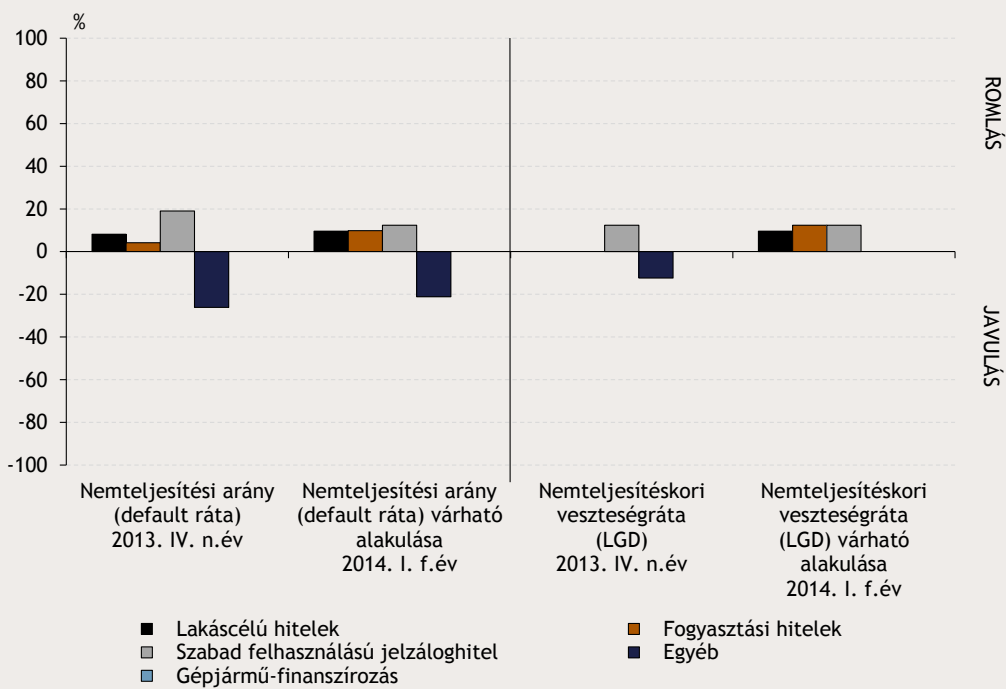 %
100
80
60
40
20
0
-20
-40
-60
-80
-100
ROMLÁS
JAVULÁS
Nemteljesítési arány
(default ráta)
2013. IV. n.év
Nemteljesítési arány
(default ráta) várható
alakulása
2014. I. f.év
Nemteljesítéskori
veszteségráta
(LGD)
2013. IV. n.év
Nemteljesítéskori
veszteségráta
(LGD) várható
alakulása
2014. I. f.év
Lakáscélú hitelek
Fogyasztási hitelek
Szabad felhasználású jelzáloghitel
Egyéb
Gépjármű-finanszírozás